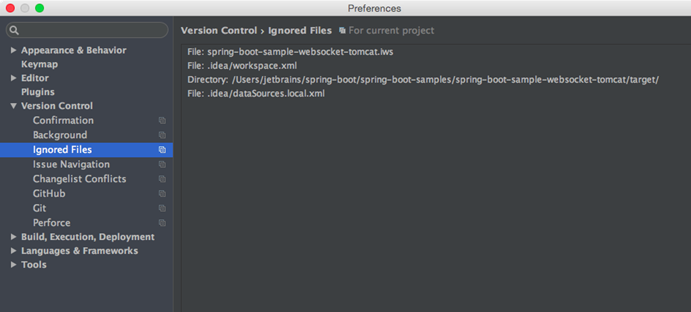 Preferences
Appearance & Behavior
Keymap
Editor
Plugins
Version Control
Confirmation
Background
Ignored Files
Issue Navigation
Changelist Conflicts
GitHub
Git
Perforce
Build, Execution, Deployment
Languages & Frameworks
Tools
Version Control › Ignored Files For current project
File: spring-boot-sample-websocket-tomcat.iws
File: .idea/workspace.xml
Directory: /Users/jetbrains/spring-boot/spring-boot-samples/spring-boot-sample-websocket-tomcat/target/
File: .idea/dataSources.local.xml